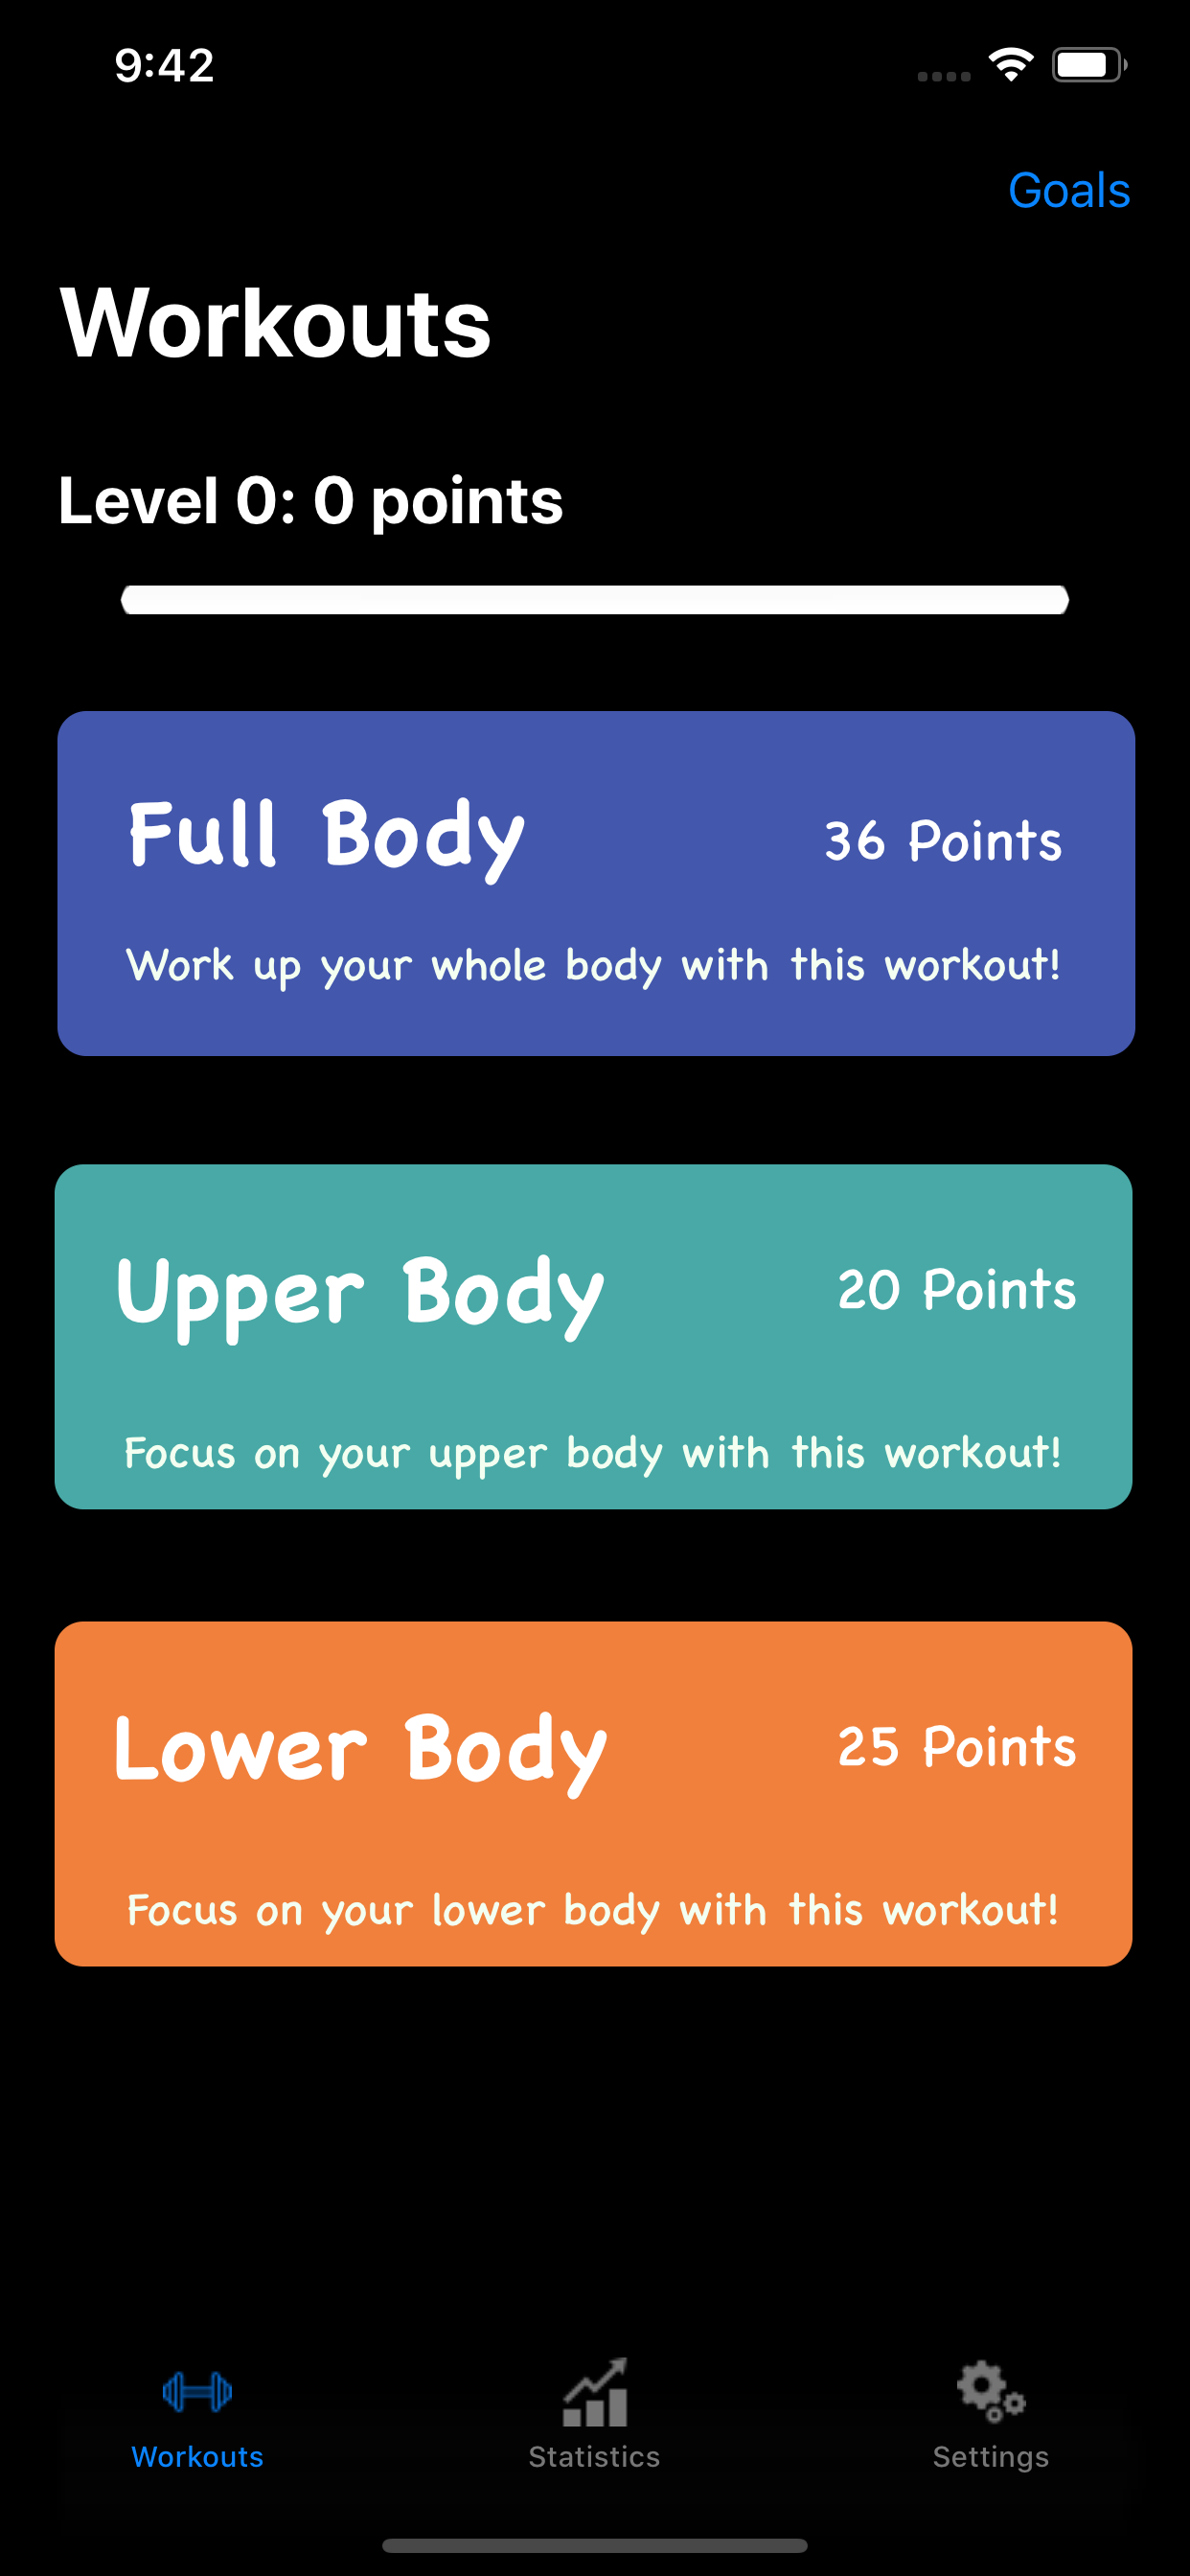 9:42
Goals
Workouts
Level 0: 0 points
Full Body
36 Points
Work up your whole body with this workout!
Upper Body
20 Points
Focus on your upper body with this workout!
Lower Body
25 Points
Focus on your lower body with this workout!
Workouts
Statistics
Settings